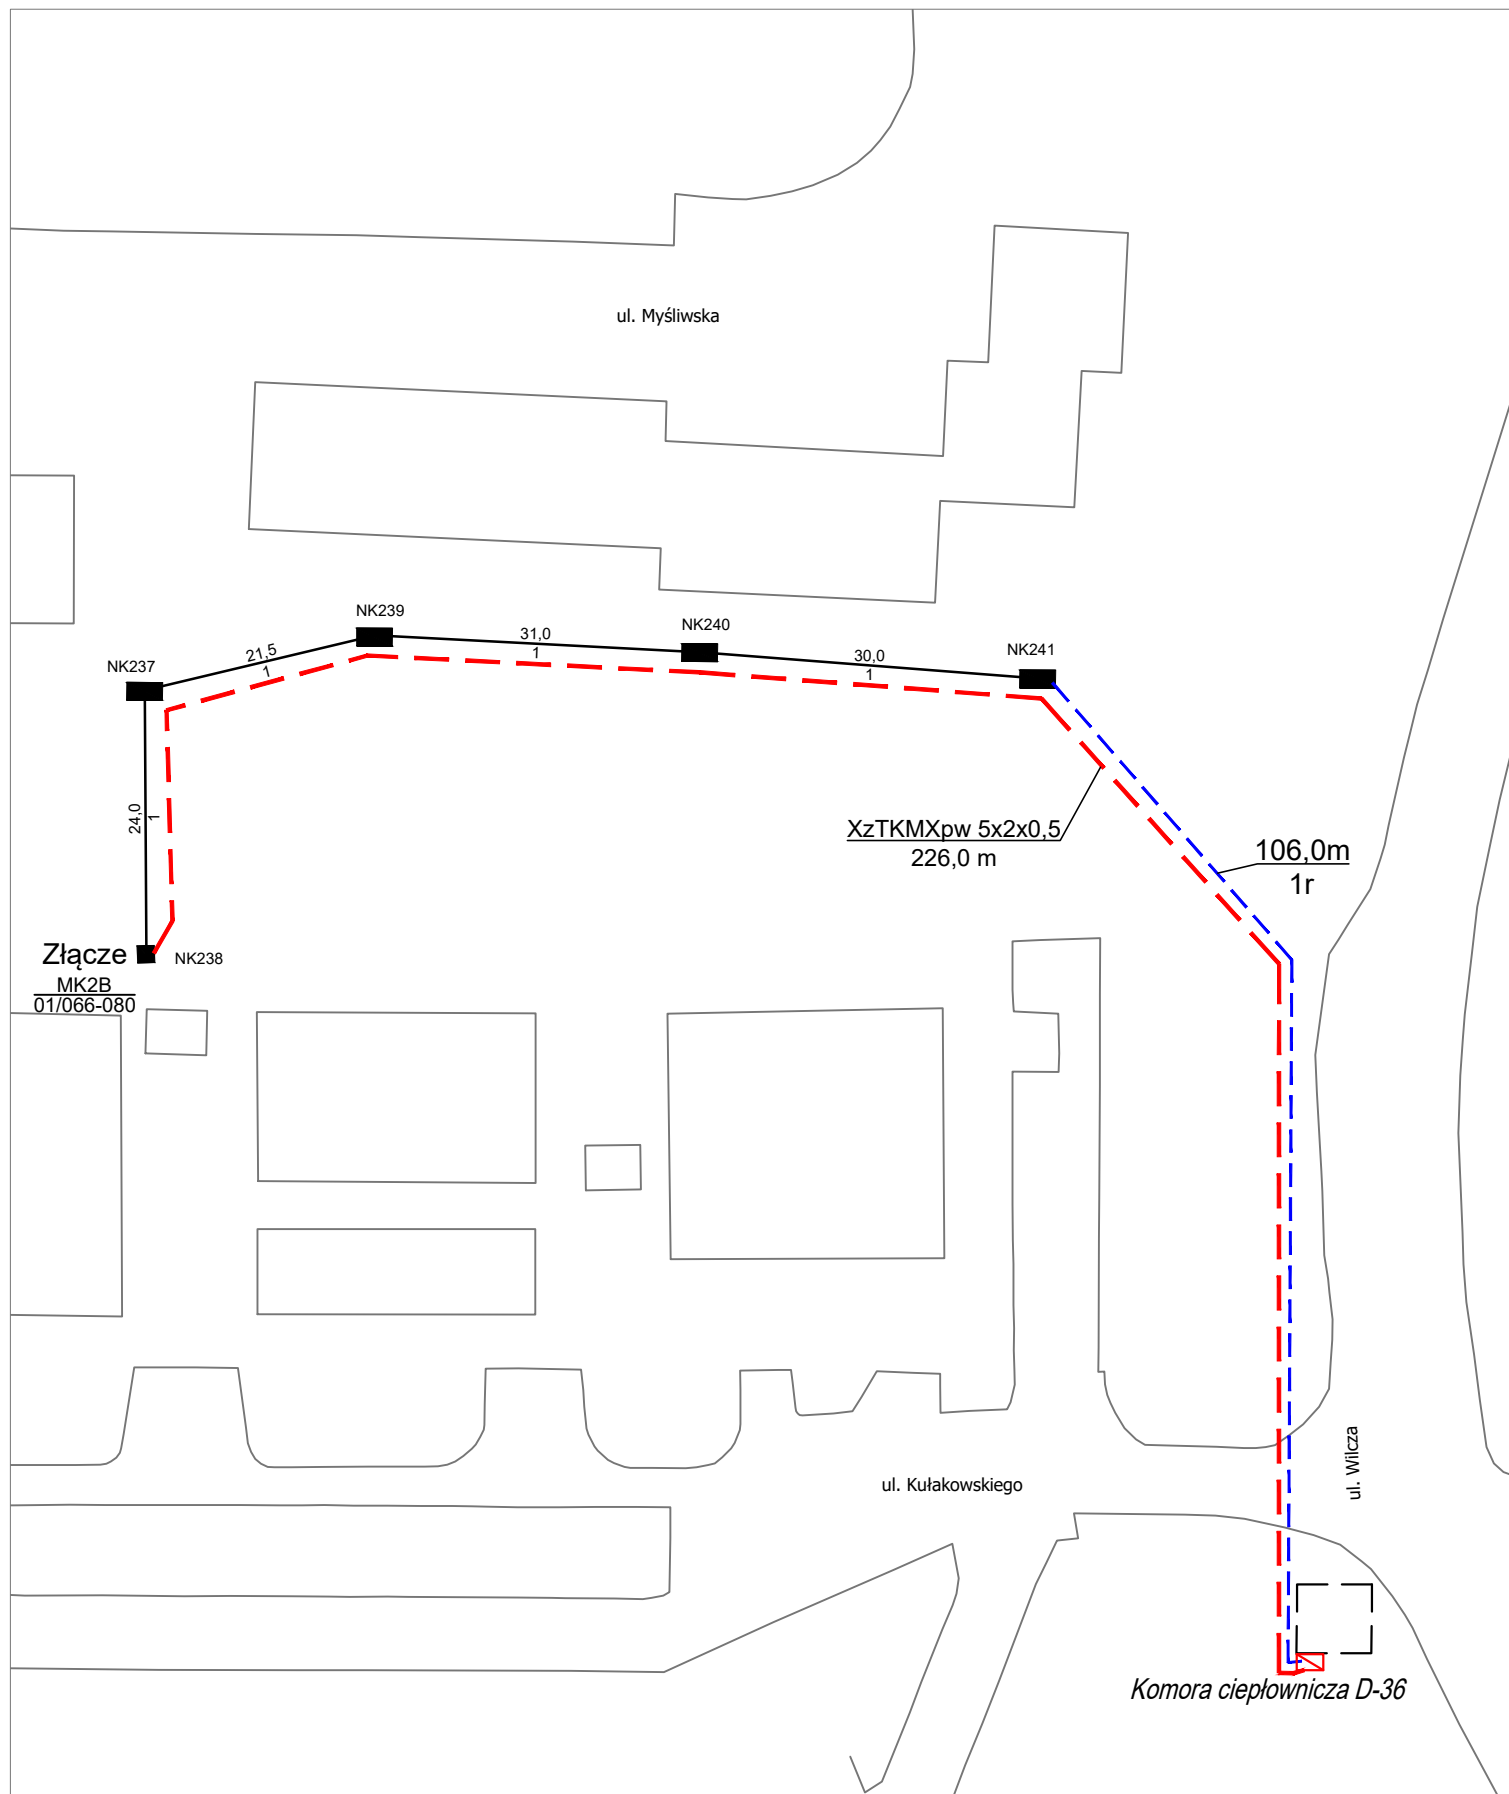 ul. Myśliwska
NK239
NK240
NK241
NK237
21,5
1
31,0
1
30,0
1
24,0
1
XzTKMXpw 5x2x0,5
226,0 m
106,0m
1r
Złącze
NK238
MK2B
01/066-080
ul. Kułakowskiego
ul. Wilcza
Komora ciepłownicza D-36